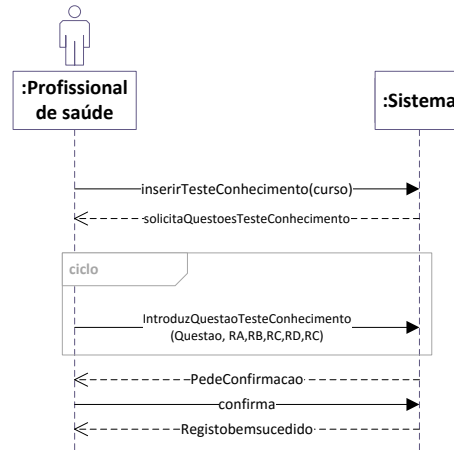 :Profissional
de saúde
:Sistema
inserirTesteConhecimento(curso)
solicitaQuestoesTesteConhecimento
ciclo
IntroduzQuestaoTesteConhecimento
(Questao, RA,RB,RC,RD,RC)
PedeConfirmacao
confirma
Registobemsucedido